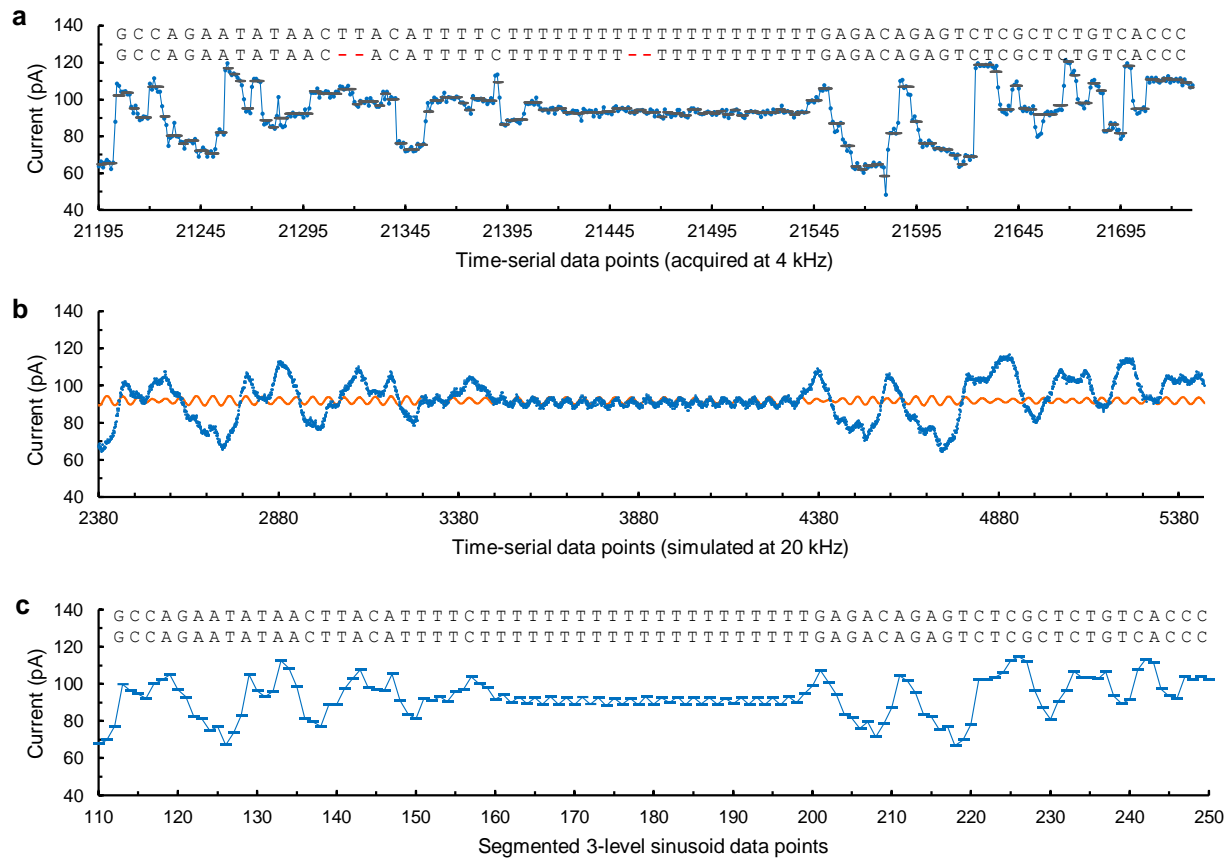 a
140
G C C A G A A T A T A A C T T A C A T T T T C T T T T T T T T T T T T T T T T T T T T T G A G A C A G A G T C T C G C T C T G T C A C C C
G C C A G A A T A T A A C - - A C A T T T T C T T T T T T T T - - T T T T T T T T T T T G A G A C A G A G T C T C G C T C T G T C A C C C
120
100
80
60
40
Current (pA)
21195 21245 21295 21345 21395 21445 21495 21545 21595 21645 21695
Time-serial data points (acquired at 4 kHz)
b
140
120
100
80
60
40
Current (pA)
2380 2880 3380 3880 4380 4880 5380
Time-serial data points (simulated at 20 kHz)
c
140
G C C A G A A T A T A A C T T A C A T T T T C T T T T T T T T T T T T T T T T T T T T T G A G A C A G A G T C T C G C T C T G T C A C C C
G C C A G A A T A T A A C T T A C A T T T T C T T T T T T T T T T T T T T T T T T T T T G A G A C A G A G T C T C G C T C T G T C A C C C
120
100
80
60
40
Current (pA)
110 120 130 140 150 160 170 180 190 200 210 220 230 240 250
Segmented 3-level sinusoid data points